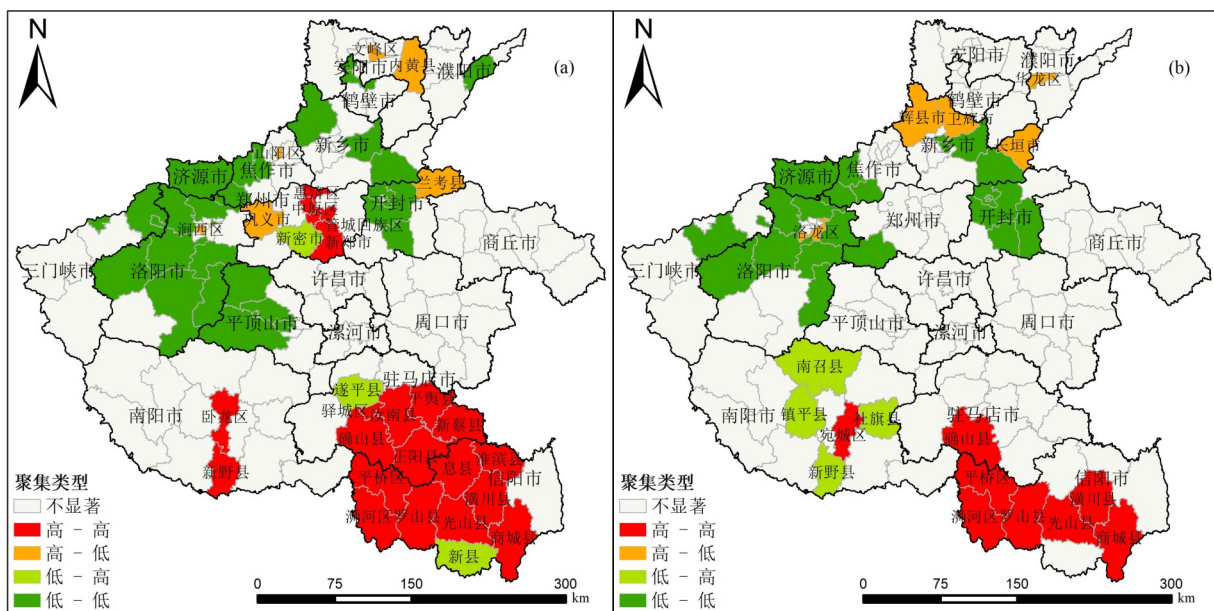 N
(a)
文峰区
安阳市
内黄县
濮阳市
鹤壁市
新乡市
山阳区
焦作市
济源市
兰考县
郑州市
惠济区
中原区
开封市
巩义市
管城回族区
涧西区
新密市
新郑市
商丘市
三门峡市
洛阳市
许昌市
平顶山市
漯河市
周口市
驻马店市
遂平县
平舆县
驿城区
汝南县
新蔡县
南阳市
卧龙区
确山县
正阳县
新野县
息县
淮滨县
信阳市
平桥区
潢川县
浉河区
罗山县
光山县
商城县
新县
聚集类型
不显著
高 - 高
高 - 低
低 - 高
低 - 低
0
75
150
300
km
N
(b)
安阳市
濮阳市
华龙区
鹤壁市
辉县市
卫辉市
新乡市
长垣市
焦作市
济源市
郑州市
开封市
洛龙区
商丘市
三门峡市
洛阳市
许昌市
平顶山市
漯河市
周口市
南召县
南阳市
镇平县
社旗县
宛城区
驻马店市
确山县
新野县
平桥区
信阳市
潢川县
浉河区
罗山县
光山县
商城县
聚集类型
不显著
高 - 高
高 - 低
低 - 高
低 - 低
0
75
150
300
km